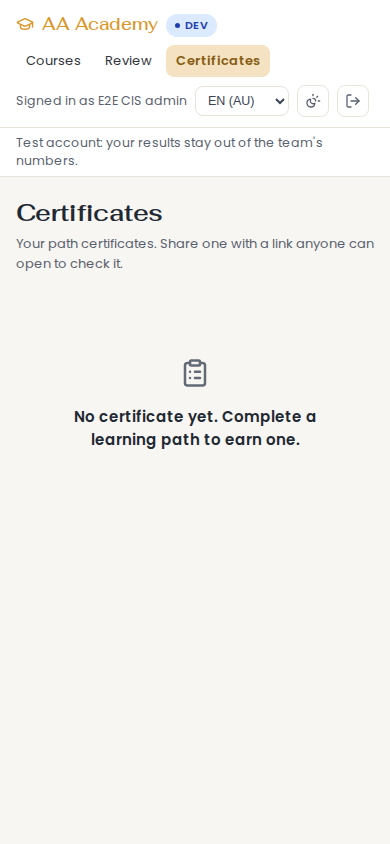 AA Academy
DEV
Courses
Review
Certificates
Signed in as E2E CIS admin
EN (AU)
Test account: your results stay out of the team's
numbers.
Certificates
Your path certificates. Share one with a link anyone can
open to check it.
No certificate yet. Complete a
learning path to earn one.